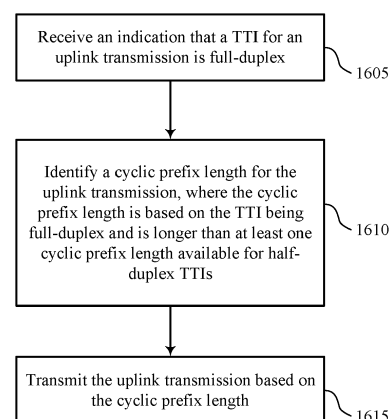 Receive an indication that a TTI for an
uplink transmission is full-duplex
1605
Identify a cyclic prefix length for the
uplink transmission, where the cyclic
prefix length is based on the TTI being
full-duplex and is longer than at least one
cyclic prefix length available for half-
duplex TTIs
1610
Transmit the uplink transmission based on
the cyclic prefix length
1615